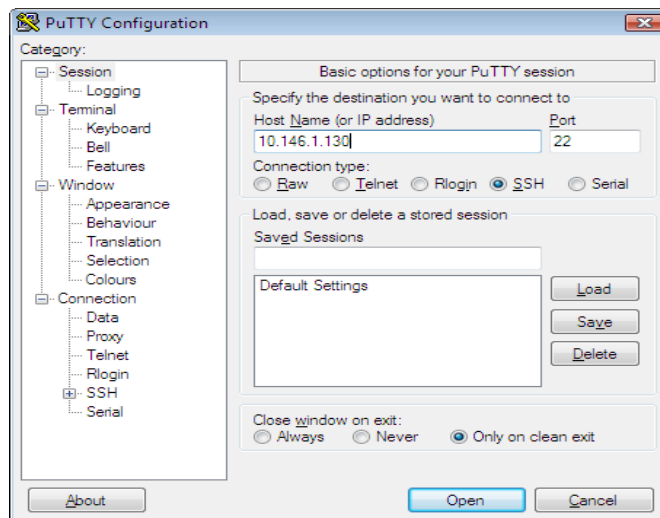 PuTTY Configuration
Category:
Session
Logging
Terminal
Keyboard
Bell
Features
Window
Appearance
Behaviour
Translation
Selection
Colours
Connection
Data
Proxy
Telnet
Rlogin
SSH
Serial
Basic options for your PuTTY session
Specify the destination you want to connect to
Host Name (or IP address) Port
10.146.1.130 22
Connection type:
Raw Telnet Rlogin SSH Serial
Load, save or delete a stored session
Saved Sessions
Default Settings
Load
Save
Delete
Close window on exit:
Always Never Only on clean exit
About Open Cancel